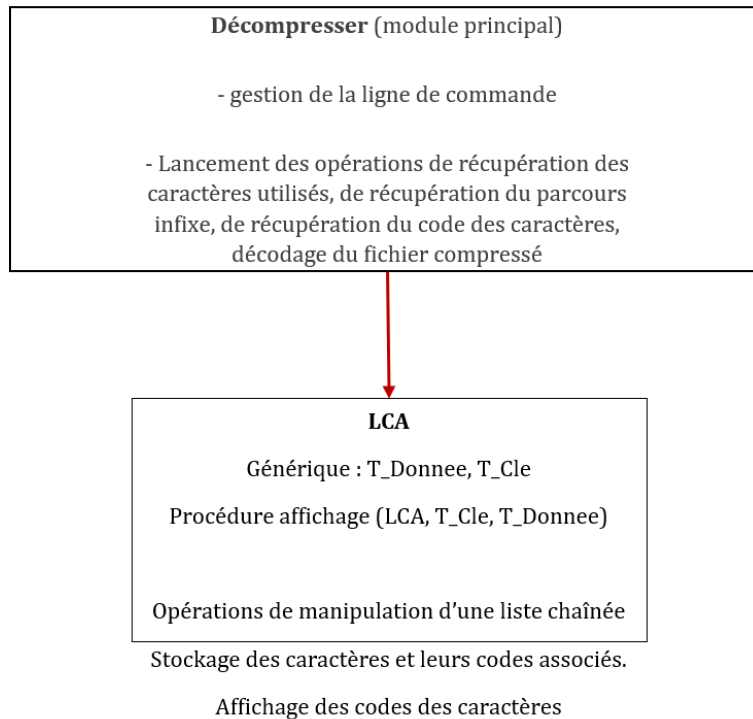 Décompresser (module principal)
- gestion de la ligne de commande
- Lancement des opérations de récupération des
caractères utilisés, de récupération du parcours
infixe, de récupération du code des caractères,
décodage du fichier compressé
LCA
Générique : T_Donnee, T_Cle
Procédure affichage (LCA, T_Cle, T_Donnee)
Opérations de manipulation d’une liste chaînée
Stockage des caractères et leurs codes associés.
Affichage des codes des caractères